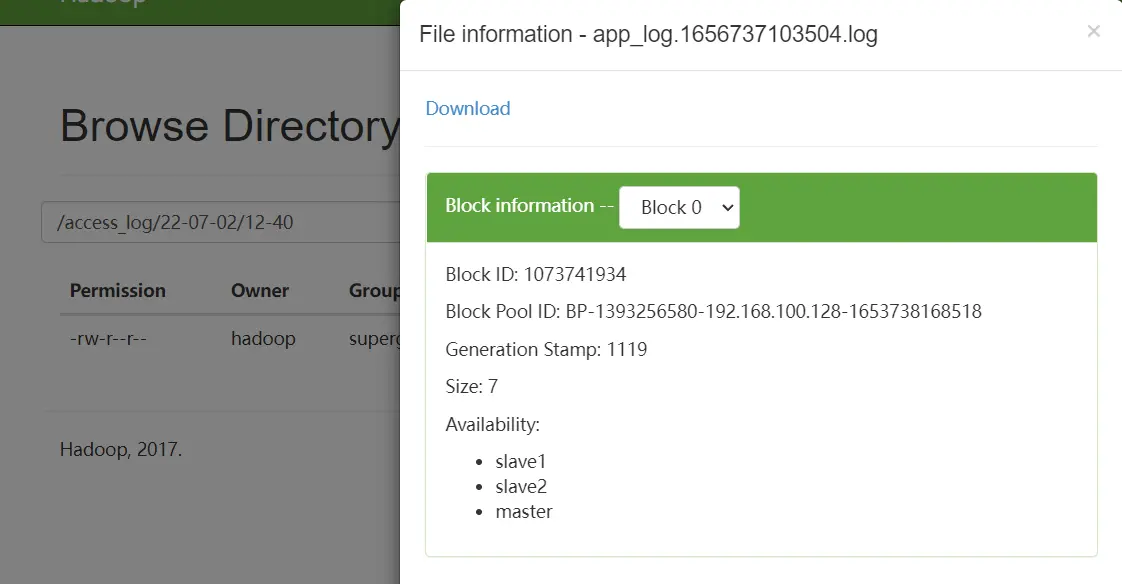 Hadoop
File information - app_log.1656737103504.log
×
Download
Browse Directory
Block information -- Block 0
/access_log/22-07-02/12-40
Block ID: 1073741934
Permission Owner Group
Block Pool ID: BP-1393256580-192.168.100.128-1653738168518
-rw-r--r-- hadoop superg
Generation Stamp: 1119
Size: 7
Availability:
Hadoop, 2017.
slave1
slave2
master